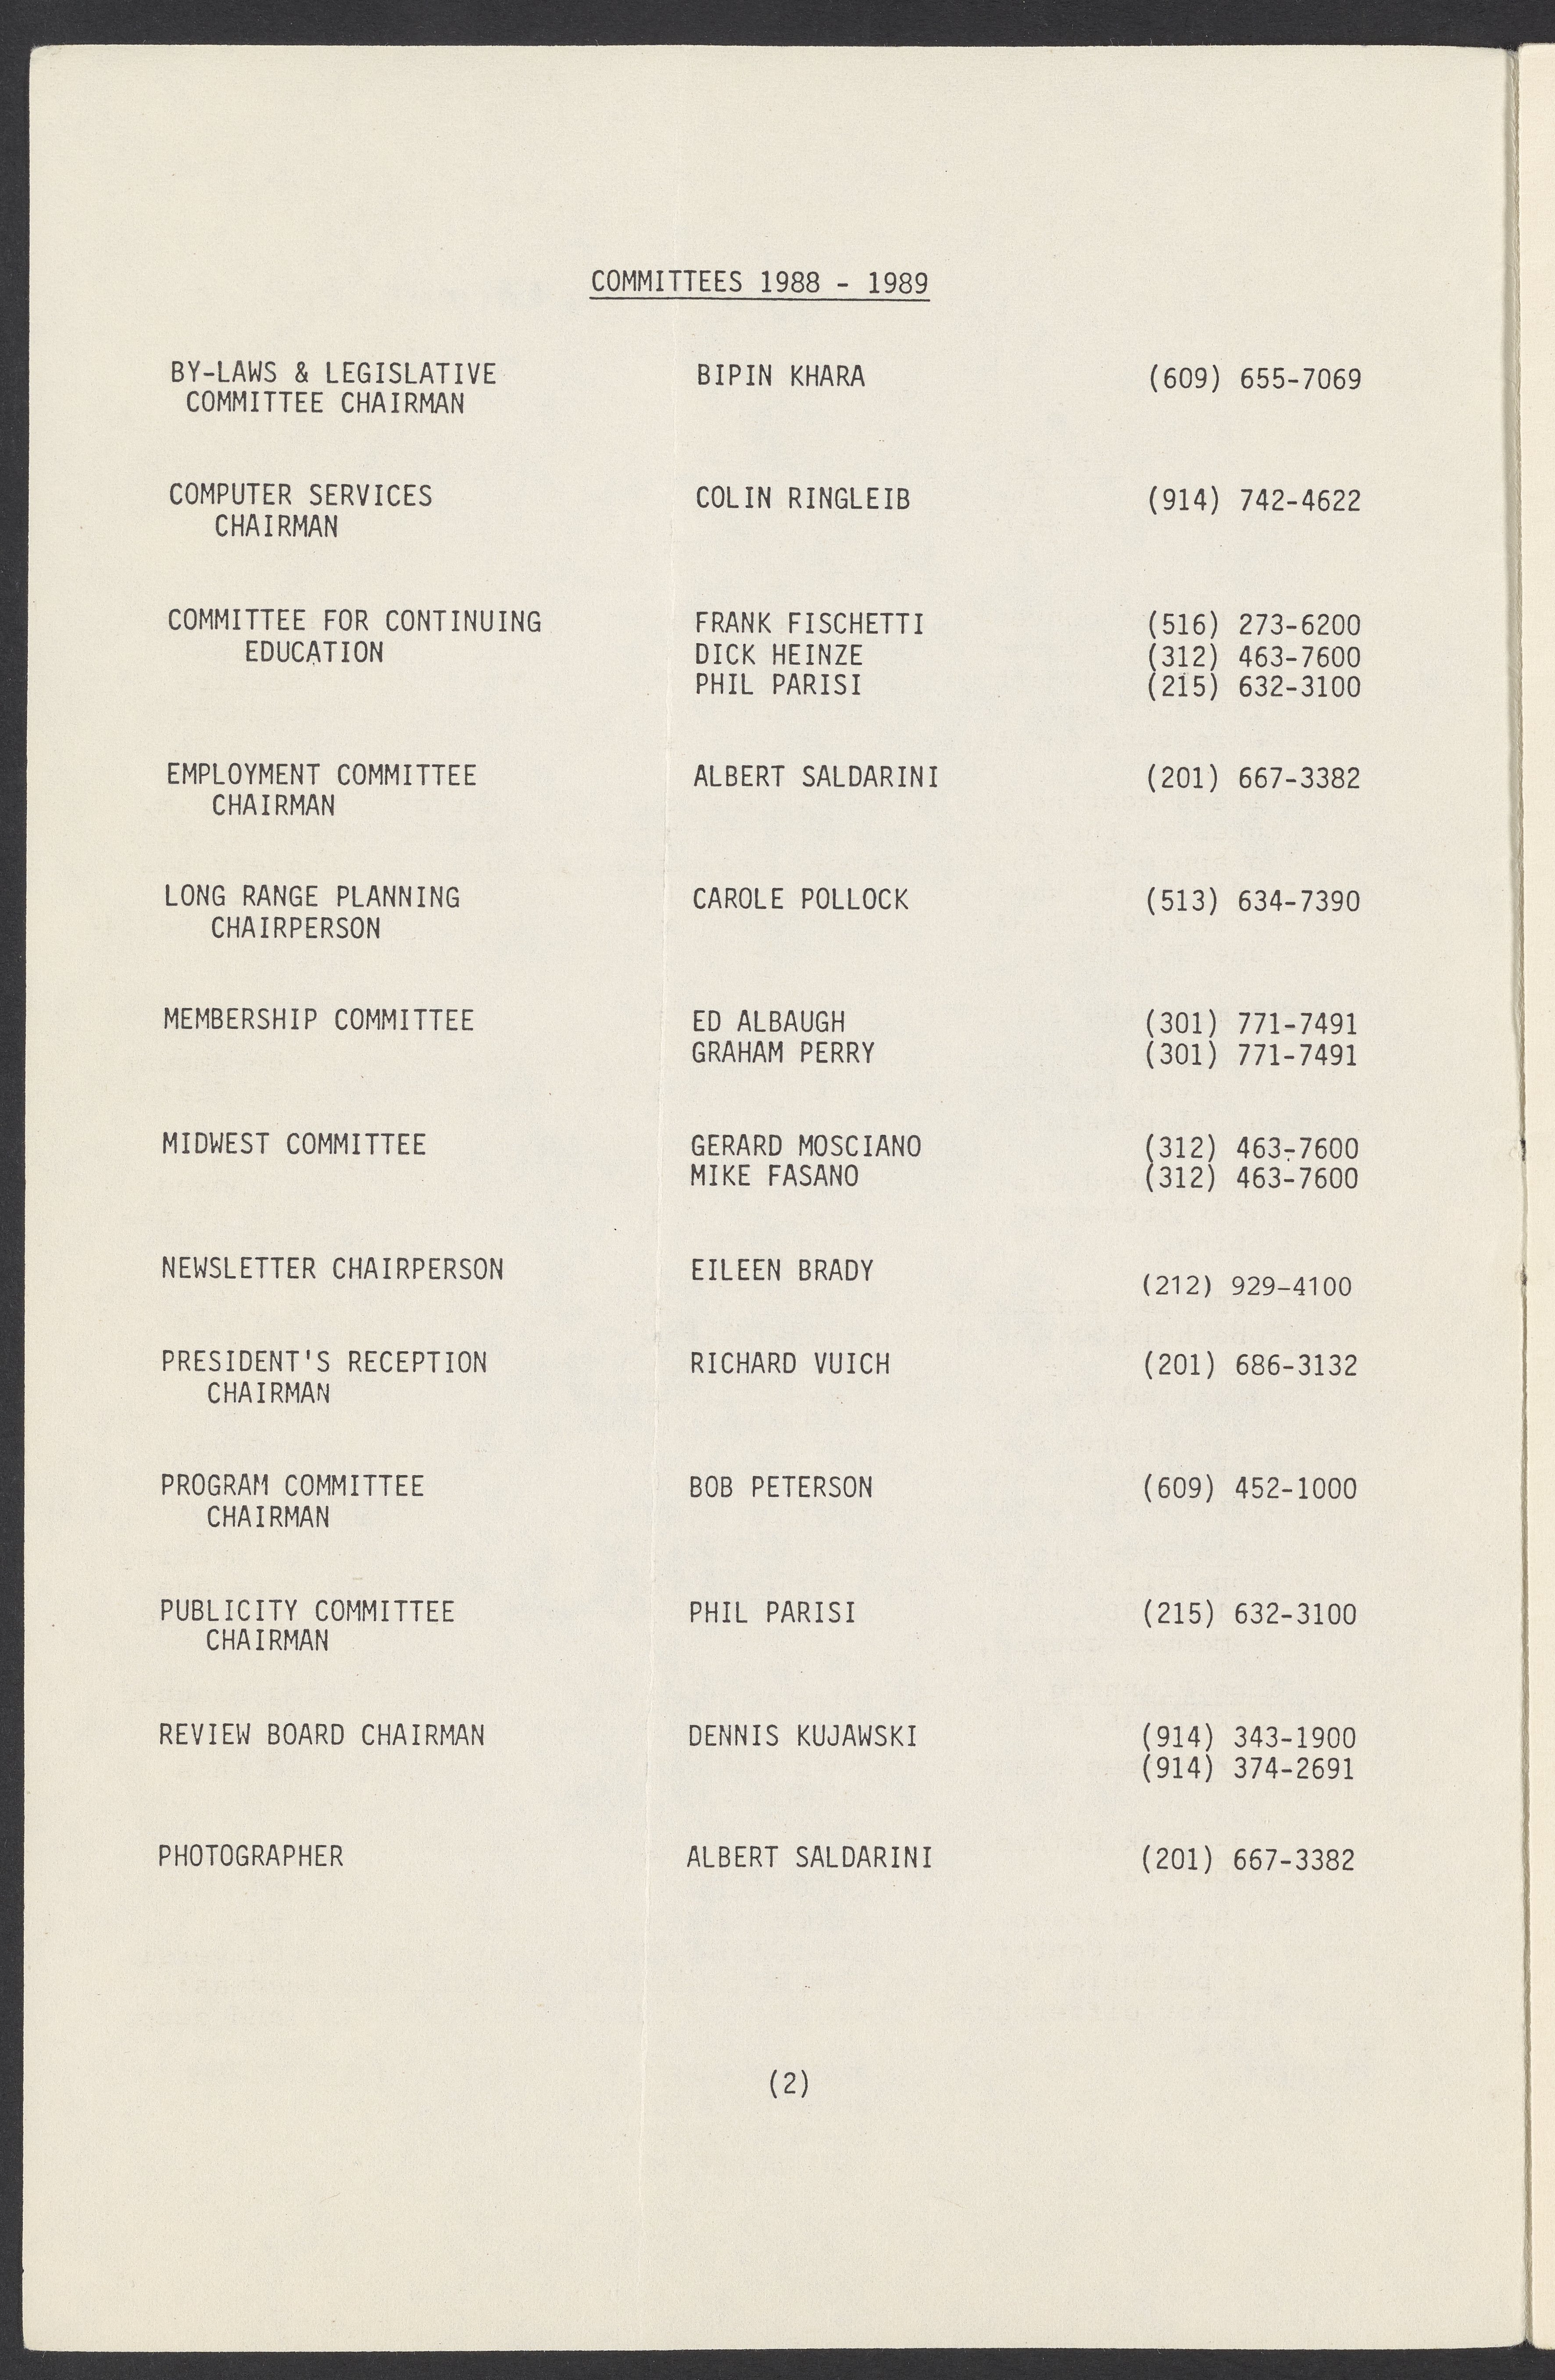 COMMITTEES 1988 - 1989
BY-LAWS & LEGISLATIVE BIPIN KHARA (609) 655-7069
COMMITTEE CHAIRMAN
COMPUTER SERVICES COLIN RINGLEIB (914) 742-4622
CHAIRMAN
COMMITTEE FOR CONTINUING FRANK FISCHETTI (516) 273-6200
EDUCATION DICK HEINZE (312) 463-7600
PHIL PARISI (215) 632-3100
EMPLOYMENT COMMITTEE ALBERT SALDARINI (201) 667-3382
CHAIRMAN
LONG RANGE PLANNING CAROLE POLLOCK (513) 634-7390
CHAIRPERSON
MEMBERSHIP COMMITTEE ED ALBAUGH (301) 771-7491
GRAHAM PERRY (301) 771-7491
MIDWEST COMMITTEE GERARD MOSCIANO (312) 463-7600
MIKE FASANO (312) 463-7600
NEWSLETTER CHAIRPERSON EILEEN BRADY (212) 929-4100
PRESIDENT'S RECEPTION RICHARD VUICH (201) 686-3132
CHAIRMAN
PROGRAM COMMITTEE BOB PETERSON (609) 452-1000
CHAIRMAN
PUBLICITY COMMITTEE PHIL PARISI (215) 632-3100
CHAIRMAN
REVIEW BOARD CHAIRMAN DENNIS KUJAWSKI (914) 343-1900
(914) 374-2691
PHOTOGRAPHER ALBERT SALDARINI (201) 667-3382
(2)